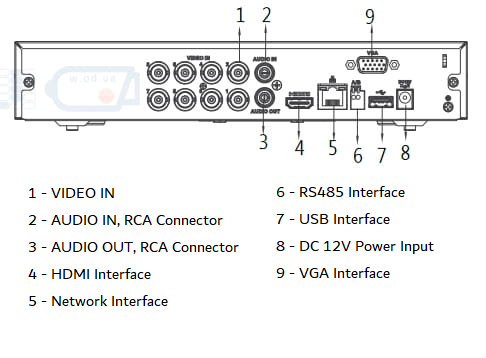 1 2 9
VIDEO IN AUDIO IN VGA
AUDIO OUT
3 4 5 6 7 8
1 - VIDEO IN
2 - AUDIO IN, RCA Connector
3 - AUDIO OUT, RCA Connector
4 - HDMI Interface
5 - Network Interface
6 - RS485 Interface
7 - USB Interface
8 - DC 12V Power Input
9 - VGA Interface